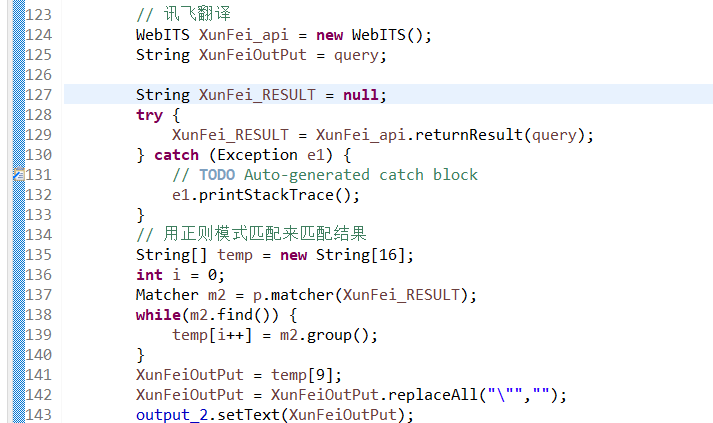 123 // 讯飞翻译
124 WebITS XunFei_api = new WebITS();
125 String XunFeiOutPut = query;
126
127 String XunFei_RESULT = null;
128 try {
129 XunFei_RESULT = XunFei_api.returnResult(query);
130 } catch (Exception e1) {
131 // TODO Auto-generated catch block
132 e1.printStackTrace();
133 }
134 // 用正则模式匹配来匹配结果
135 String[] temp = new String[16];
136 int i = 0;
137 Matcher m2 = p.matcher(XunFei_RESULT);
138 while(m2.find()) {
139 temp[i++] = m2.group();
140 }
141 XunFeiOutPut = temp[9];
142 XunFeiOutPut = XunFeiOutPut.replaceAll("\"","");
143 output_2.setText(XunFeiOutPut);